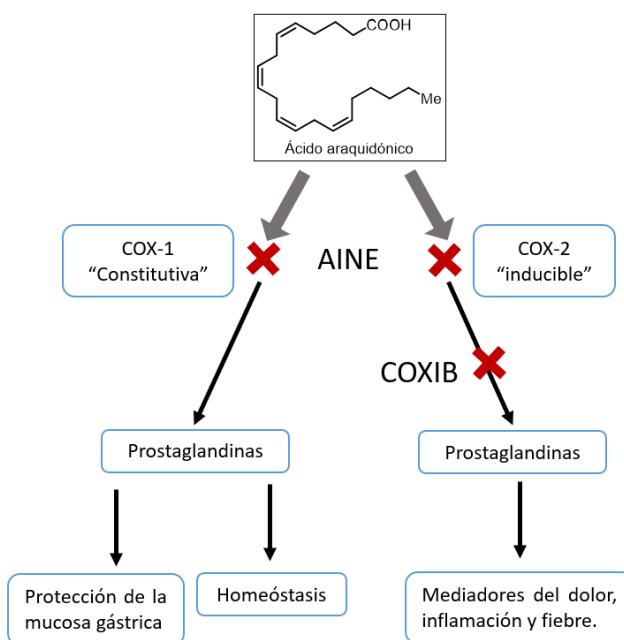 COOH
Me
Ácido araquidónico
COX-1
“Constitutiva”
AINE
COX-2
“inducible”
COXIB
Prostaglandinas
Prostaglandinas
Protección de la
mucosa gástrica
Homeóstasis
Mediadores del dolor,
inflamación y fiebre.